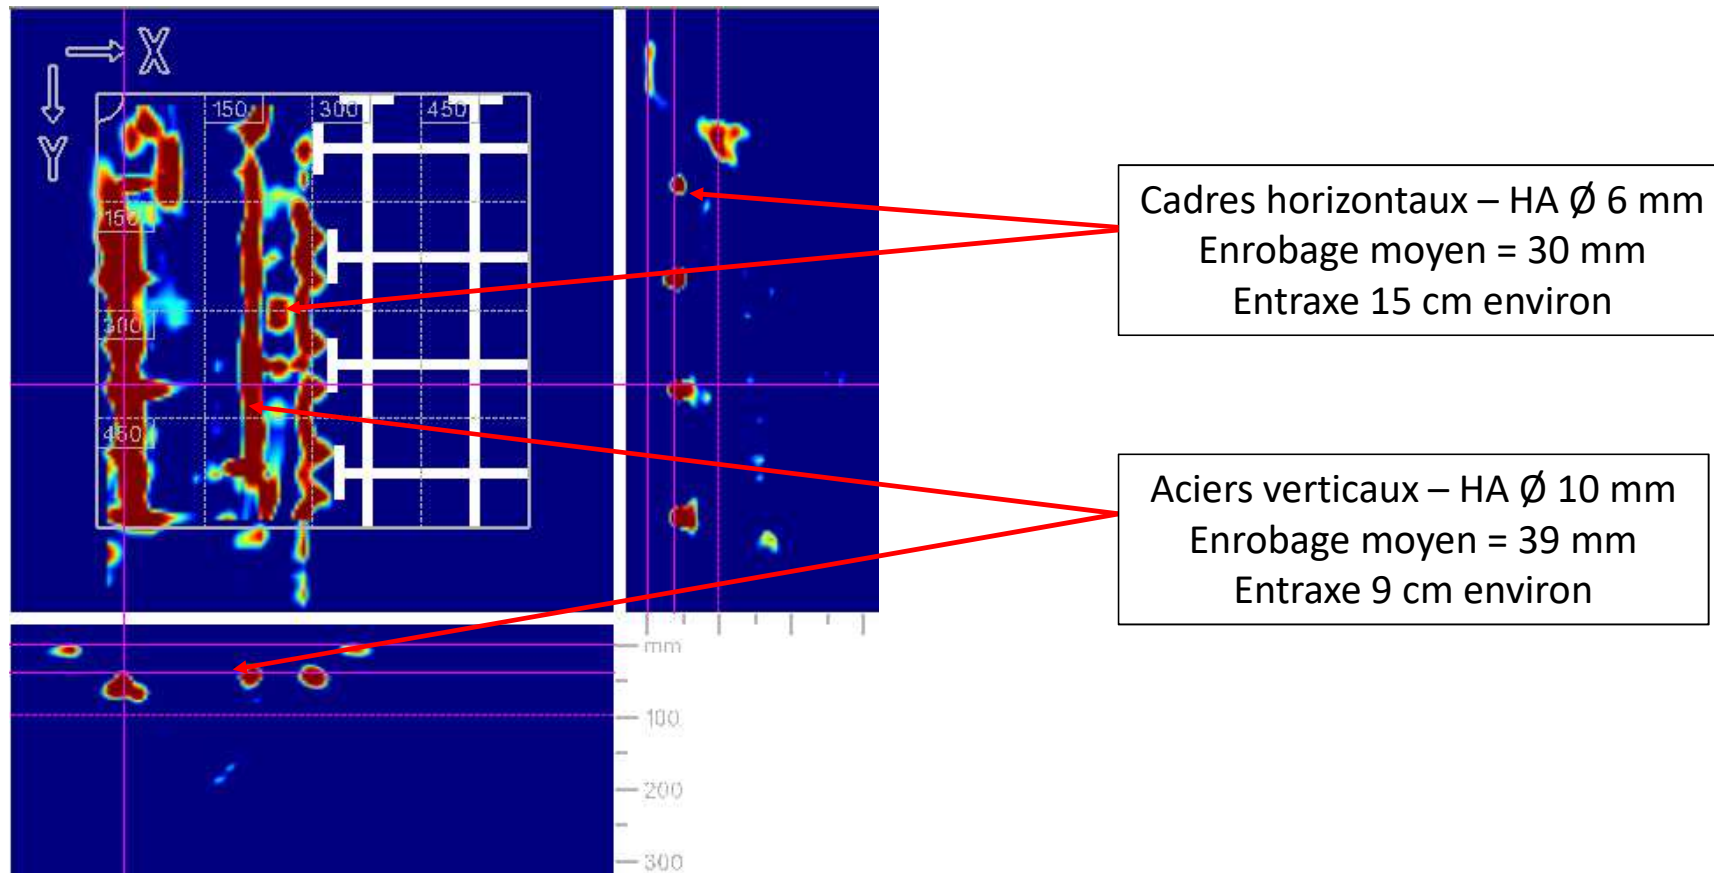 X
Y
150
300
450
150
300
450
mm
100
200
300
Cadres horizontaux – HA Ø 6 mm
Enrobage moyen = 30 mm
Entraxe 15 cm environ
Aciers verticaux – HA Ø 10 mm
Enrobage moyen = 39 mm
Entraxe 9 cm environ